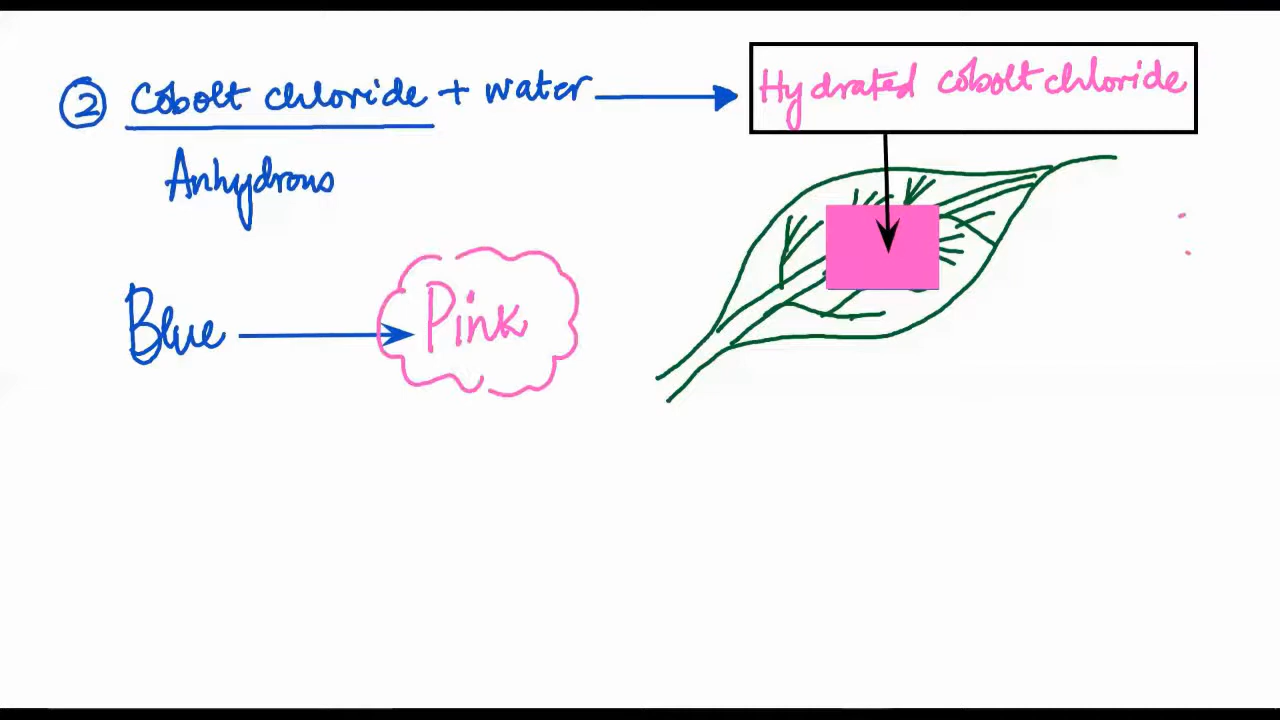 ② Cobolt chloride + water
Hydrated cobolt chloride
Anhydrous
Blue
Pink